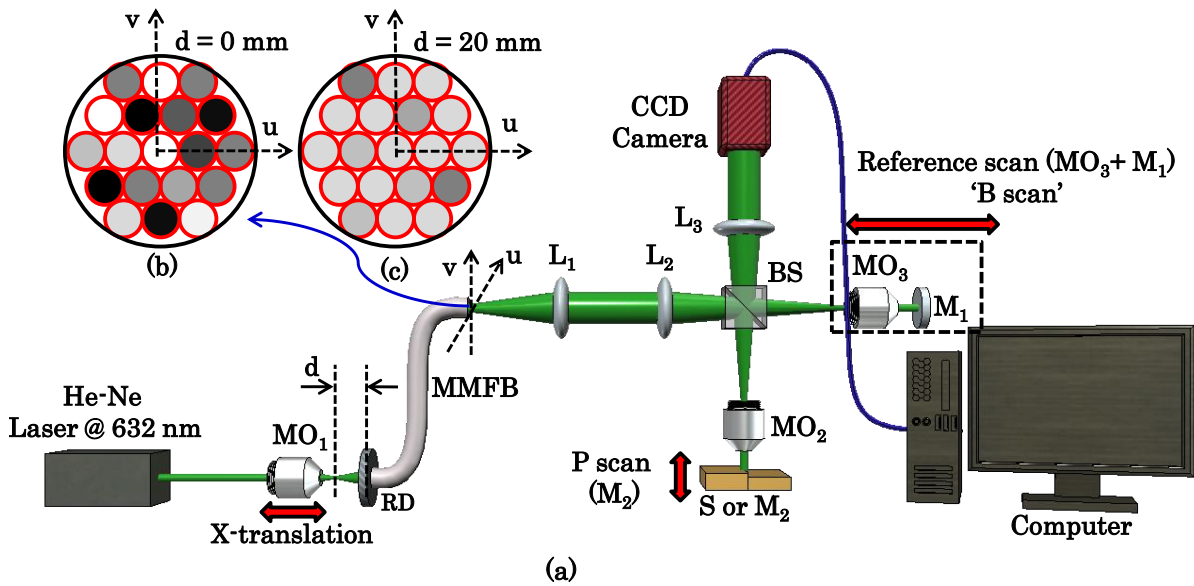 v
d = 0 mm
u
(b)
v
d = 20 mm
u
(c)
CCD
Camera
Reference scan (MO₃+ M₁)
‘B scan’
L₃
v
u
L₁
L₂
BS
MO₃
M₁
d
MMFB
He-Ne
Laser @ 632 nm
MO₁
RD
X-translation
MO₂
P scan
(M₂)
S or M₂
Computer
(a)